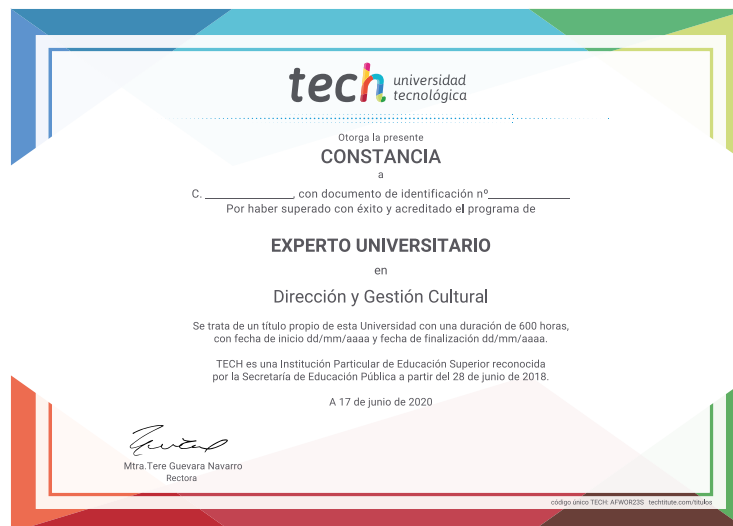 tech universidad
tecnológica
Otorga la presente
CONSTANCIA
a
C. ________________, con documento de identificación nº______________
Por haber superado con éxito y acreditado el programa de
EXPERTO UNIVERSITARIO
en
Dirección y Gestión Cultural
Se trata de un título propio de esta Universidad con una duración de 600 horas,
con fecha de inicio dd/mm/aaaa y fecha de finalización dd/mm/aaaa.
TECH es una Institución Particular de Educación Superior reconocida
por la Secretaría de Educación Pública a partir del 28 de junio de 2018.
A 17 de junio de 2020
Mtra.Tere Guevara Navarro
Rectora
código único TECH: AFWOR23S techtitute.com/titulos